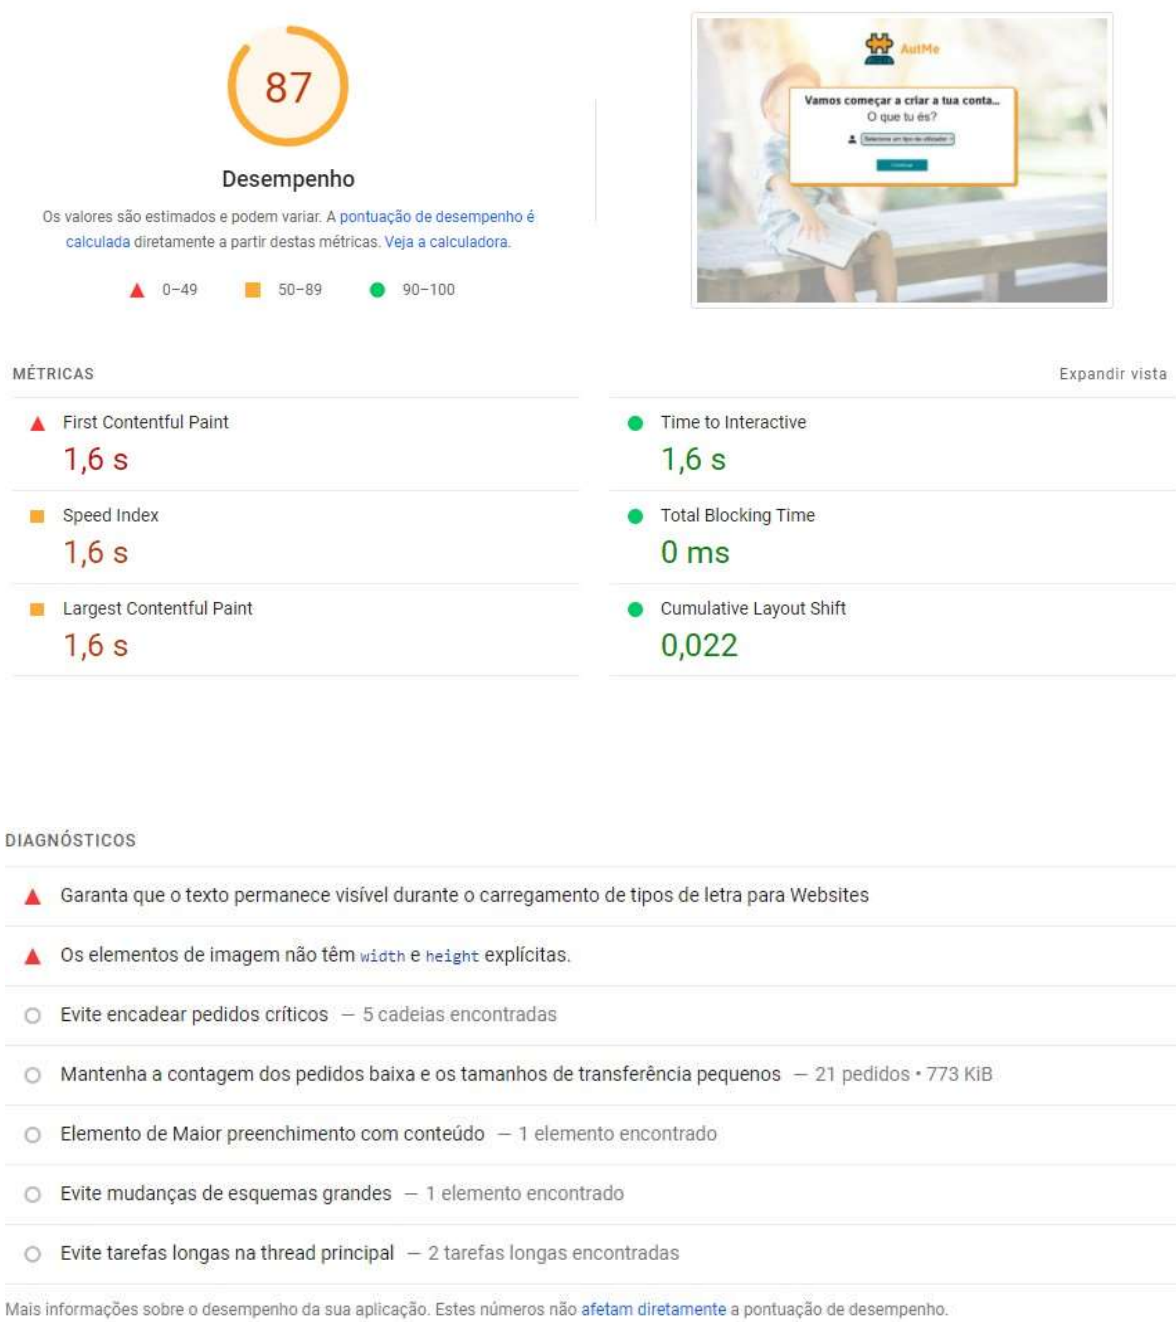 87
Desempenho
Os valores são estimados e podem variar. A pontuação de desempenho é
calculada diretamente a partir destas métricas. Veja a calculadora.
0–49 50–89 90–100
AutMe
Vamos começar a criar a tua conta...
O que tu és?
Selecione um tipo de utilizador
MÉTRICAS
Expandir vista
First Contentful Paint
1,6 s
Time to Interactive
1,6 s
Speed Index
1,6 s
Total Blocking Time
0 ms
Largest Contentful Paint
1,6 s
Cumulative Layout Shift
0,022
DIAGNÓSTICOS
Garanta que o texto permanece visível durante o carregamento de tipos de letra para Websites
Os elementos de imagem não têm width e height explícitas.
Evite encadear pedidos críticos — 5 cadeias encontradas
Mantenha a contagem dos pedidos baixa e os tamanhos de transferência pequenos — 21 pedidos • 773 KiB
Elemento de Maior preenchimento com conteúdo — 1 elemento encontrado
Evite mudanças de esquemas grandes — 1 elemento encontrado
Evite tarefas longas na thread principal — 2 tarefas longas encontradas
Mais informações sobre o desempenho da sua aplicação. Estes números não afetam diretamente a pontuação de desempenho.